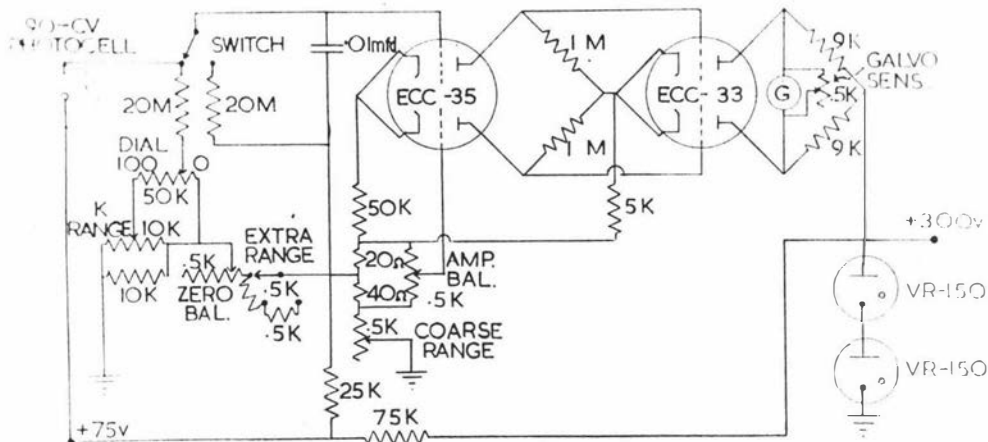 90-CV
PHOTOCELL
SWITCH
.01mfd
20M
20M
DIAL
100 0
50K
K
RANGE
10K
10K
.5K
ZERO
BAL.
EXTRA
RANGE
.5K
.5K
ECC-35
50K
20Ω
40Ω
AMP.
BAL.
.5K
.5K
COARSE
RANGE
25K
75K
+75v
1M
1M
5K
ECC-33
G
9K
.5K
9K
GALVO
SENS.
+300v
VR-150
VR-150